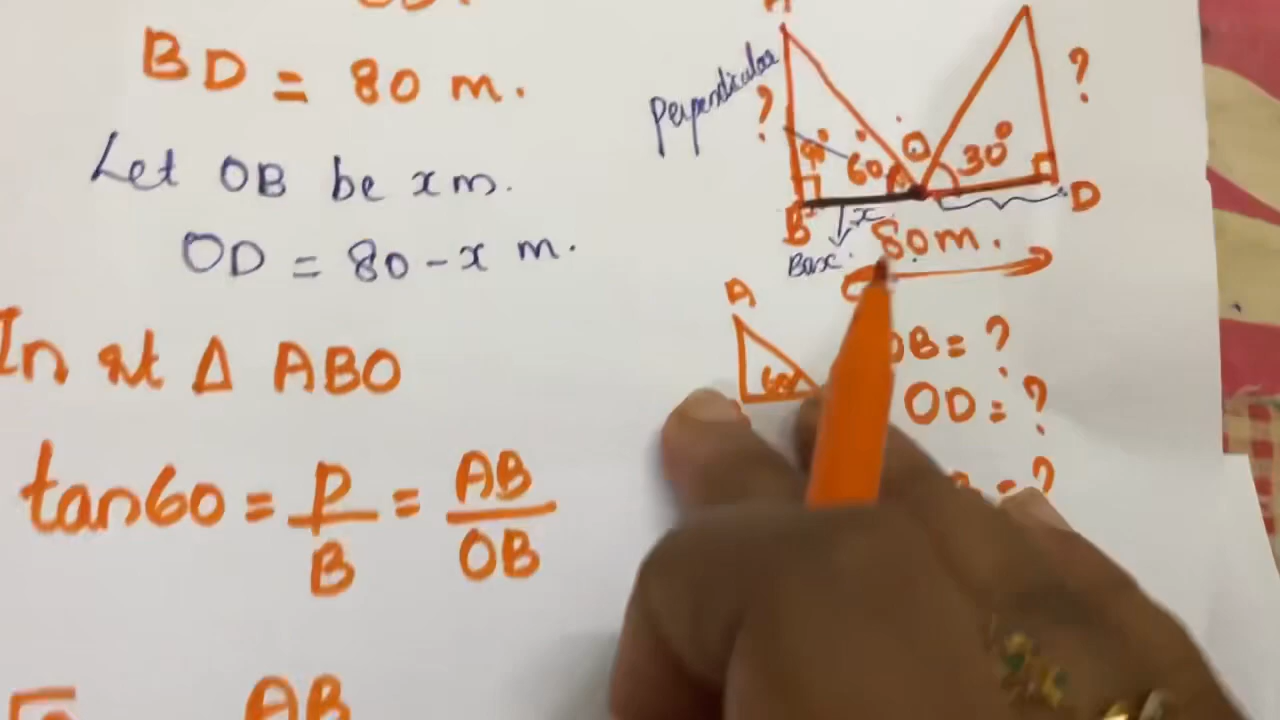 BD = 80 m.
Let OB be x m.
OD = 80 - x m.
In rt Δ ABO
tan60 = P/B = AB/OB
AB
A
Perpendicular
?
90°
60°
O
30°
?
B
x
D
Base.
80m.
A
60
OB = ?
OD = ?
= ?